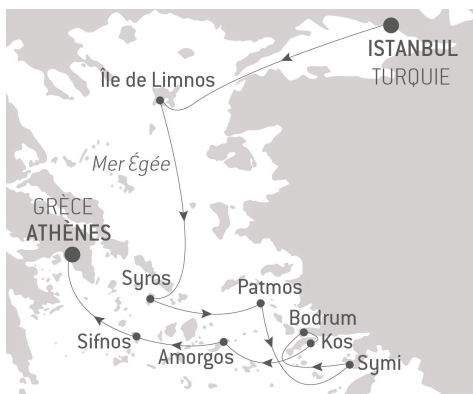 ISTANBUL
TURQUIE
Île de Limnos
Mer Égée
GRÈCE
ATHÈNES
Syros
Patmos
Bodrum
Kos
Sifnos
Amorgos
Symi